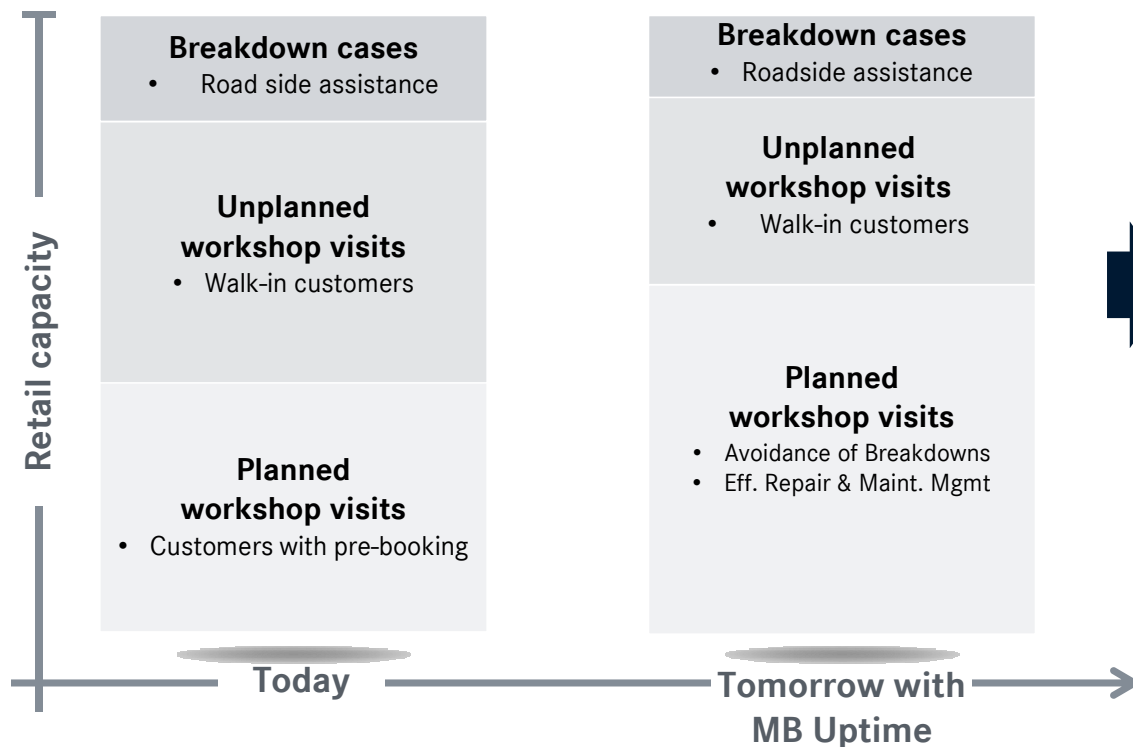 Retail capacity
Breakdown cases
• Road side assistance
Unplanned
workshop visits
• Walk-in customers
Planned
workshop visits
• Customers with pre-booking
Today
Breakdown cases
• Roadside assistance
Unplanned
workshop visits
• Walk-in customers
Planned
workshop visits
• Avoidance of Breakdowns
• Eff. Repair & Maint. Mgmt
Tomorrow with
MB Uptime